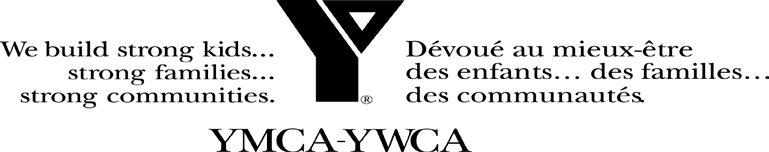 We build strong kids...
strong families...
strong communities.
Y®
Dévoué au mieux-être
des enfants... des familles...
des communautés.
YMCA-YWCA